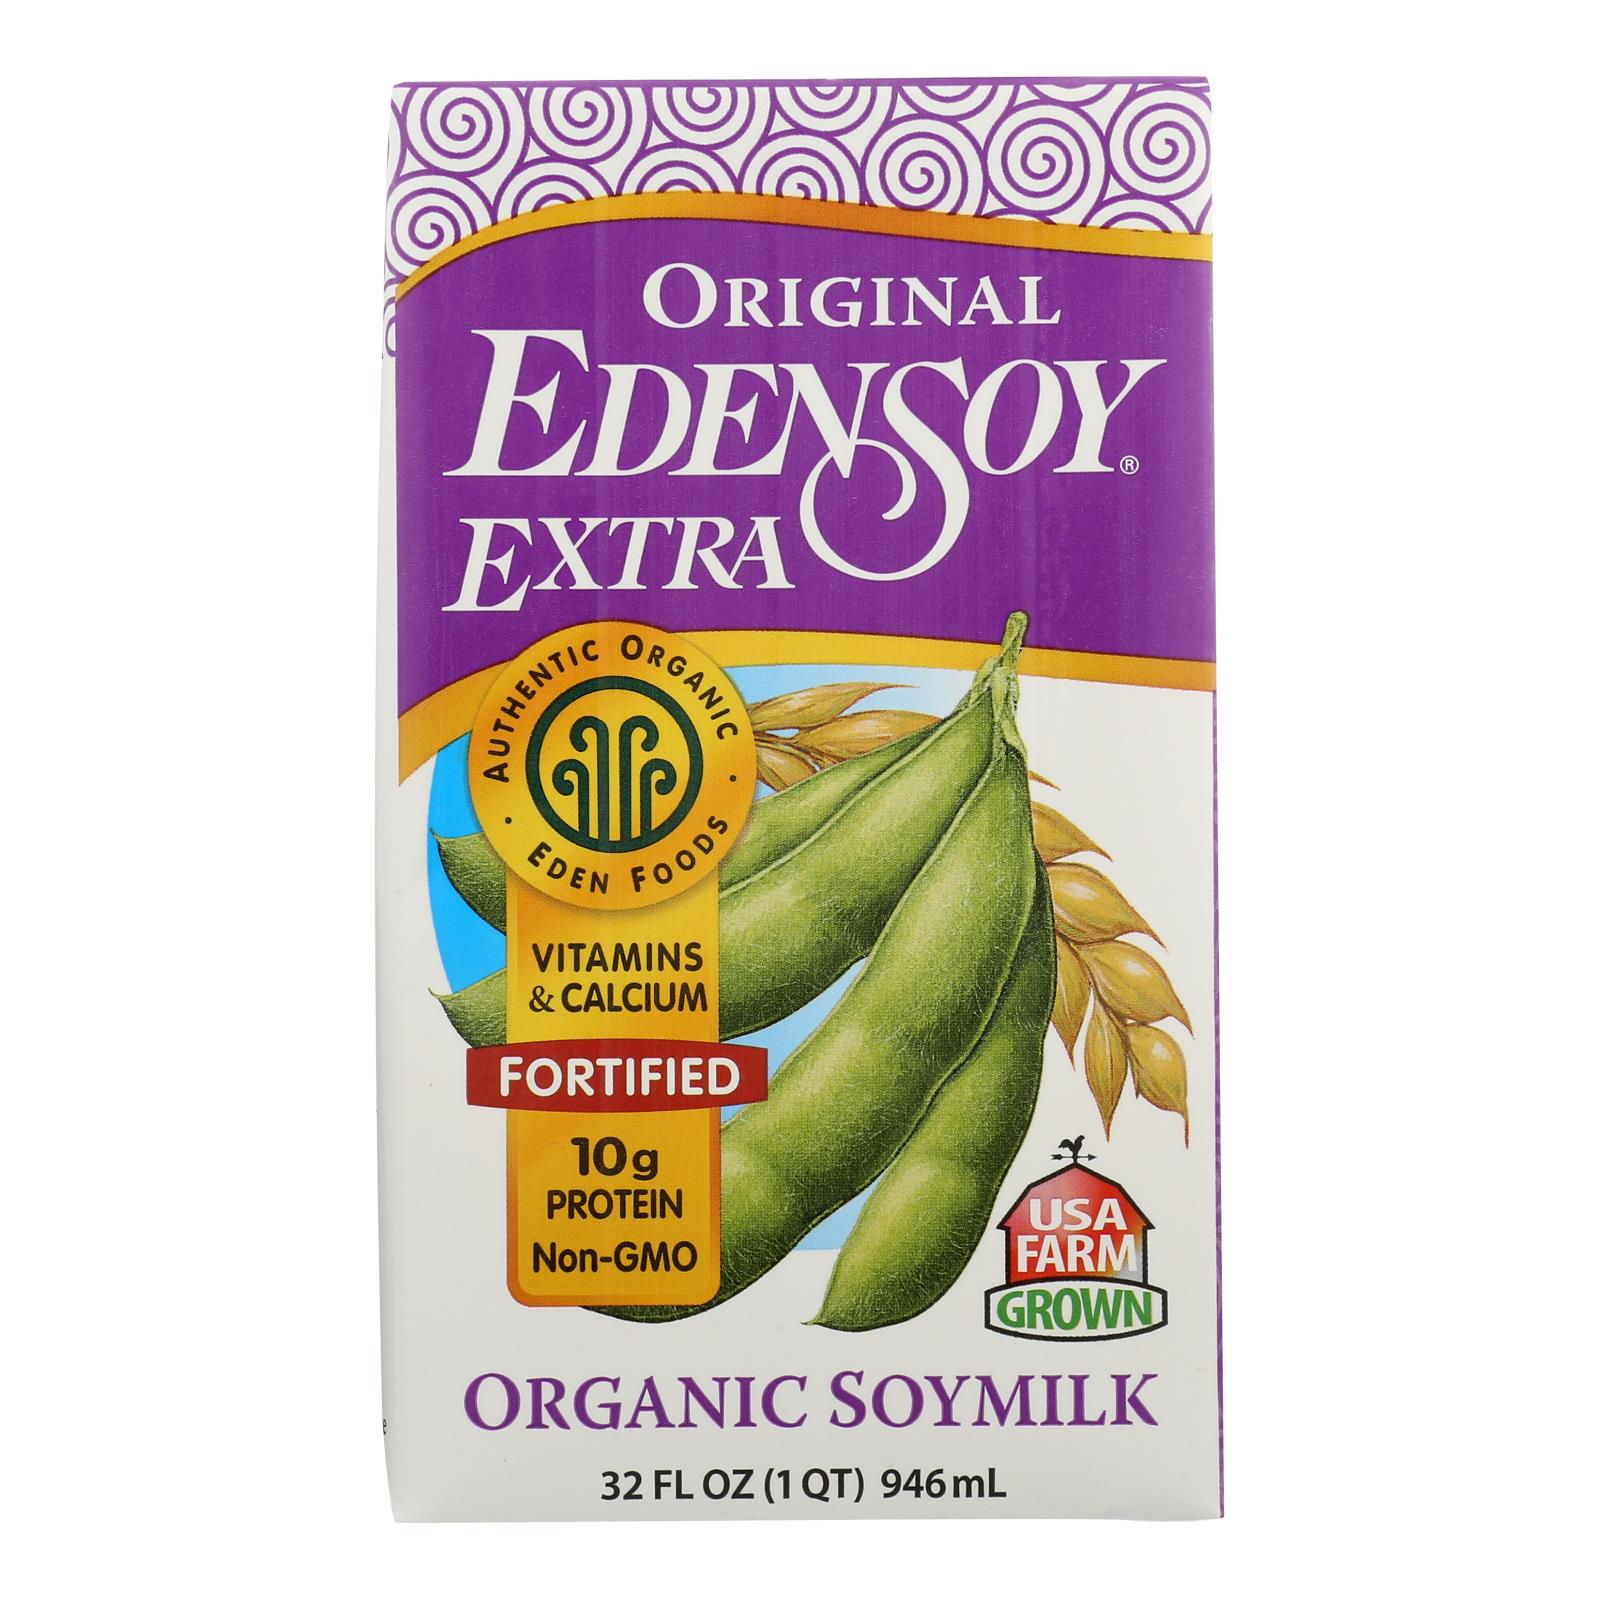 ORIGINAL
EDENSOY®
EXTRA
AUTHENTIC ORGANIC
· EDEN FOODS ·
VITAMINS
& CALCIUM
FORTIFIED
10g
PROTEIN
Non-GMO
USA
FARM
GROWN
ORGANIC SOYMILK
32 FL OZ (1 QT) 946 mL